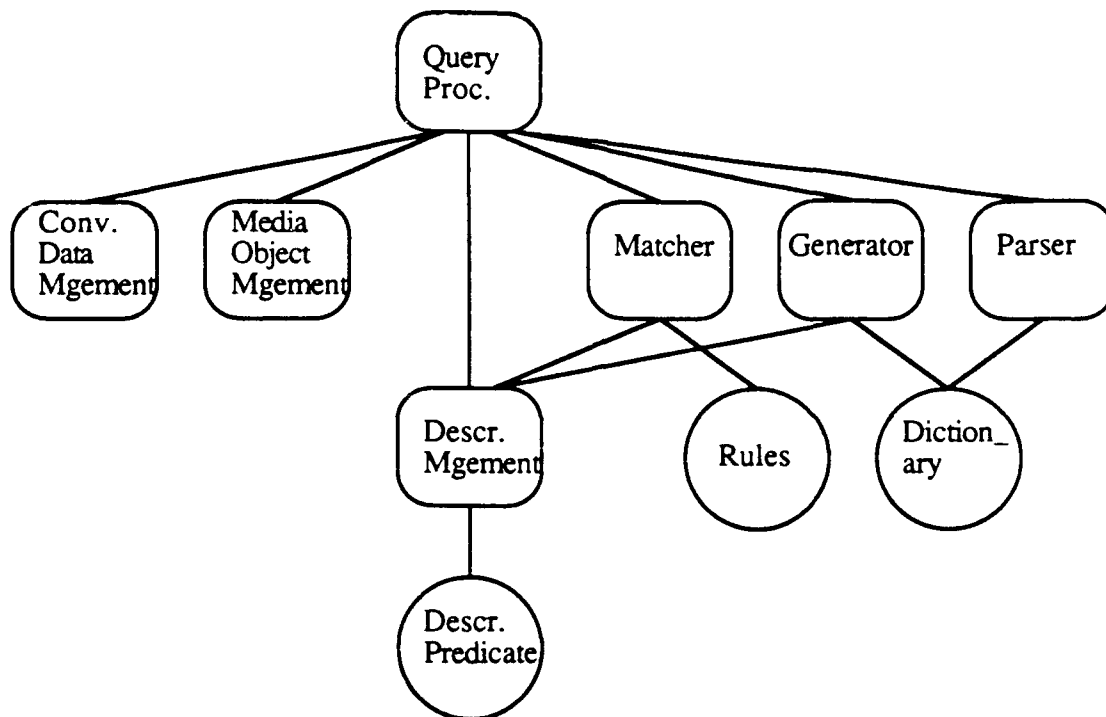 Query
Proc.
Conv.
Data
Mgement
Media
Object
Mgement
Matcher
Generator
Parser
Descr.
Mgement
Rules
Diction_
ary
Descr.
Predicate